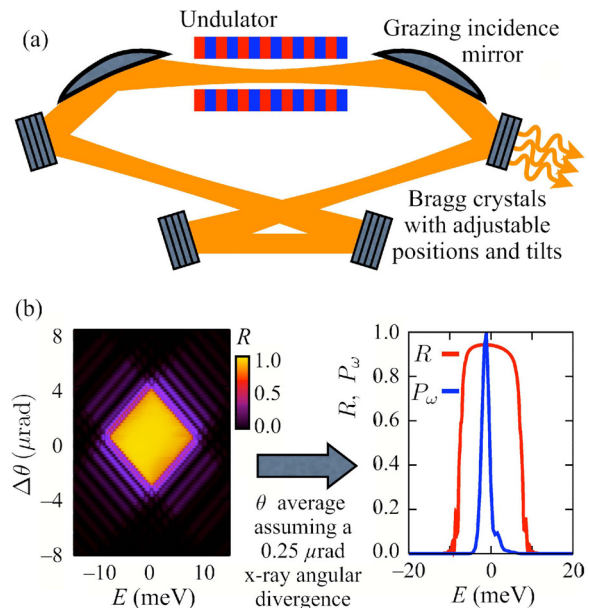 (a)
Undulator
Grazing incidence
mirror
Bragg crystals
with adjustable
positions and tilts
(b)
R
1.0
0.5
0.0
8
4
0
−4
−8
Δθ (μrad)
−10 0 10
E (meV)
θ average
assuming a
0.25 μrad
x-ray angular
divergence
R, P_ω
1.0
0.8
0.6
0.4
0.2
0.0
R
P_ω
−20 0 20
E (meV)